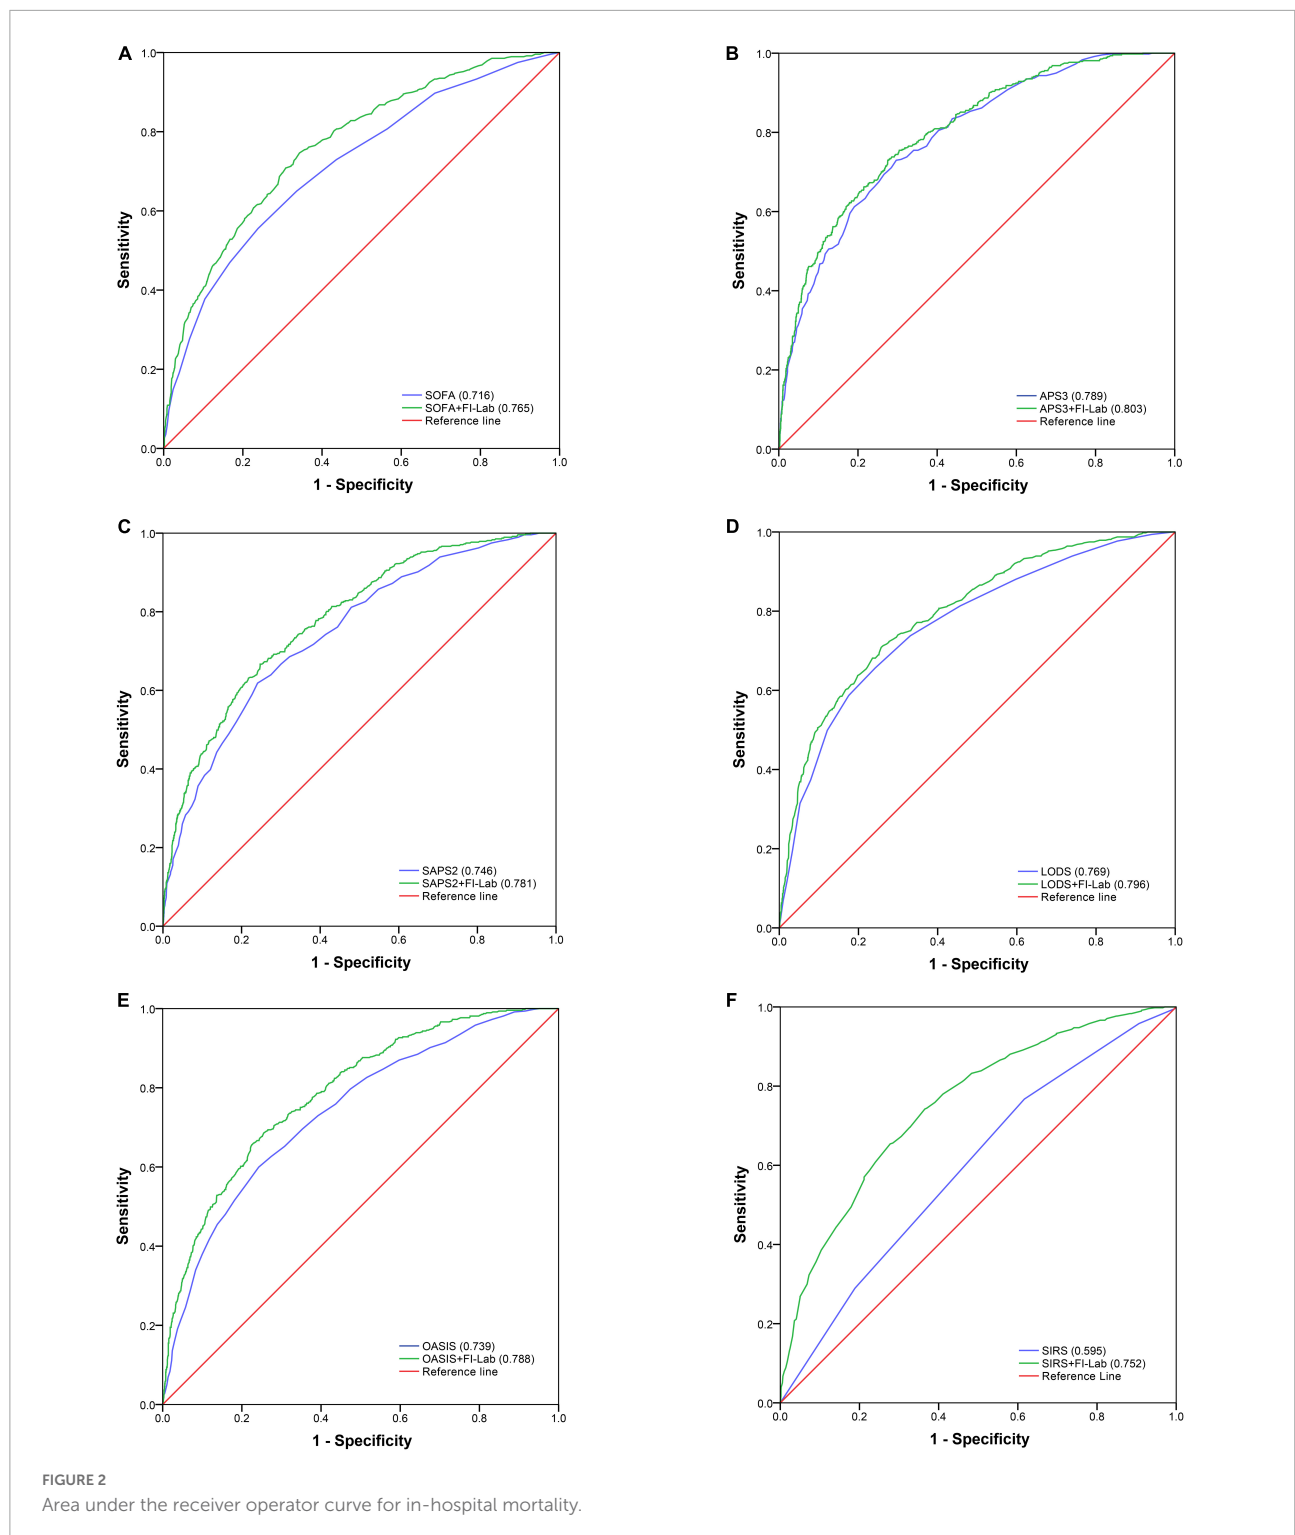 A
1.0
0.8
0.6
0.4
0.2
0.0
Sensitivity
SOFA (0.716)
SOFA+FI-Lab (0.765)
Reference line
0.0 0.2 0.4 0.6 0.8 1.0
1 - Specificity
B
1.0
0.8
0.6
0.4
0.2
0.0
Sensitivity
APS3 (0.789)
APS3+FI-Lab (0.803)
Reference line
0.0 0.2 0.4 0.6 0.8 1.0
1 - Specificity
C
1.0
0.8
0.6
0.4
0.2
0.0
Sensitivity
SAPS2 (0.746)
SAPS2+FI-Lab (0.781)
Reference line
0.0 0.2 0.4 0.6 0.8 1.0
1 - Specificity
D
1.0
0.8
0.6
0.4
0.2
0.0
Sensitivity
LODS (0.769)
LODS+FI-Lab (0.796)
Reference line
0.0 0.2 0.4 0.6 0.8 1.0
1 - Specificity
E
1.0
0.8
0.6
0.4
0.2
0.0
Sensitivity
OASIS (0.739)
OASIS+FI-Lab (0.788)
Reference line
0.0 0.2 0.4 0.6 0.8 1.0
1 - Specificity
F
1.0
0.8
0.6
0.4
0.2
0.0
Sensitivity
SIRS (0.595)
SIRS+FI-Lab (0.752)
Reference Line
0.0 0.2 0.4 0.6 0.8 1.0
1 - Specificity
FIGURE 2
Area under the receiver operator curve for in-hospital mortality.